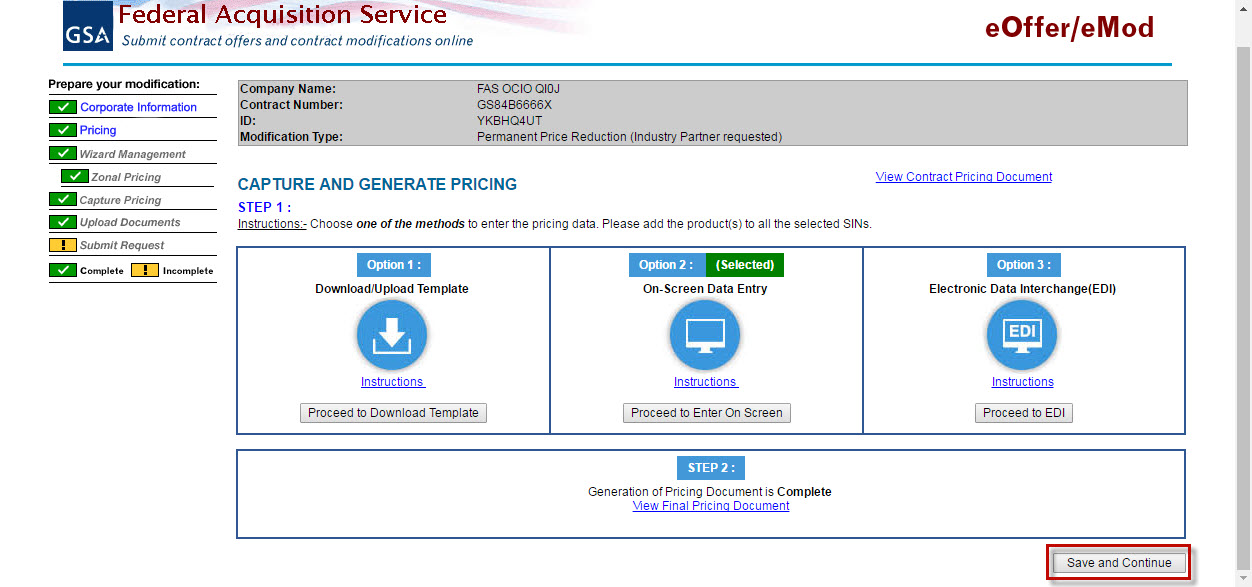 GSA
Federal Acquisition Service
Submit contract offers and contract modifications online
eOffer/eMod
Prepare your modification:
Corporate Information
Pricing
Wizard Management
Zonal Pricing
Capture Pricing
Upload Documents
! Submit Request
Complete ! Incomplete
Company Name: FAS OCIO QI0J
Contract Number: GS84B6666X
ID: YKBHQ4UT
Modification Type: Permanent Price Reduction (Industry Partner requested)
CAPTURE AND GENERATE PRICING
View Contract Pricing Document
STEP 1 :
Instructions:- Choose one of the methods to enter the pricing data. Please add the product(s) to all the selected SINs.
Option 1 :
Download/Upload Template
Instructions
Proceed to Download Template
Option 2 : (Selected)
On-Screen Data Entry
Instructions
Proceed to Enter On Screen
Option 3 :
Electronic Data Interchange(EDI)
EDI
Instructions
Proceed to EDI
STEP 2 :
Generation of Pricing Document is Complete
View Final Pricing Document
Save and Continue